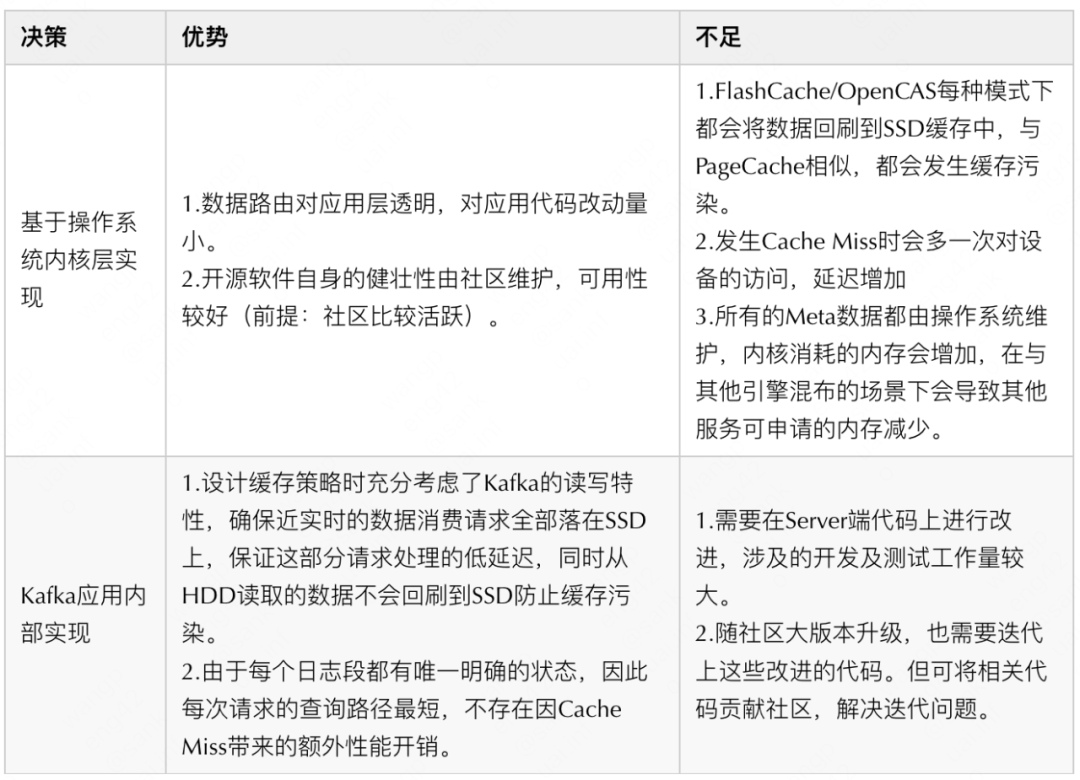 决策
优势
不足
基于操作系
统内核层实
现
1.数据路由对应用层透明，对应用代码改动量
小。
2.开源软件自身的健壮性由社区维护，可用性
较好（前提：社区比较活跃）。
1.FlashCache/OpenCAS每种模式下
都会将数据回刷到SSD缓存中，与
PageCache相似，都会发生缓存污
染。
2.发生Cache Miss时会多一次对设
备的访问，延迟增加
3.所有的Meta数据都由操作系统维
护，内核消耗的内存会增加，在与
其他引擎混布的场景下会导致其他
服务可申请的内存减少。
Kafka应用内
部实现
1.设计缓存策略时充分考虑了Kafka的读写特
性，确保近实时的数据消费请求全部落在SSD
上，保证这部分请求处理的低延迟，同时从
HDD读取的数据不会回刷到SSD防止缓存污
染。
2.由于每个日志段都有唯一明确的状态，因此
每次请求的查询路径最短，不存在因Cache
Miss带来的额外性能开销。
1.需要在Server端代码上进行改
进，涉及的开发及测试工作量较
大。
2.随社区大版本升级，也需要迭代
上这些改进的代码。但可将相关代
码贡献社区，解决迭代问题。